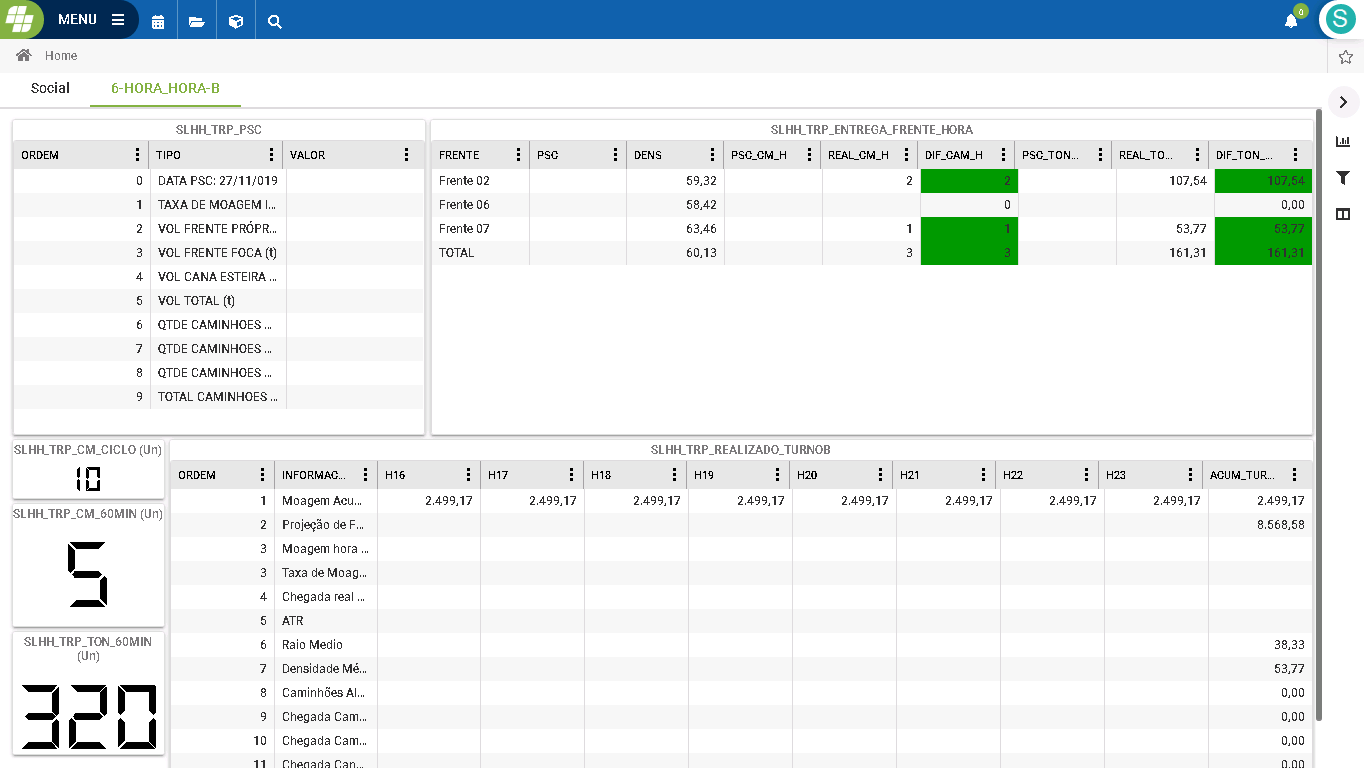 MENU
0
S
Home
Social 6-HORA_HORA-B
SLHH_TRP_PSC
ORDEM TIPO VALOR
0 DATA PSC: 27/11/019
1 TAXA DE MOAGEM I...
2 VOL FRENTE PRÓPR...
3 VOL FRENTE FOCA (t)
4 VOL CANA ESTEIRA ...
5 VOL TOTAL (t)
6 QTDE CAMINHOES ...
7 QTDE CAMINHOES ...
8 QTDE CAMINHOES ...
9 TOTAL CAMINHOES ...
SLHH_TRP_ENTREGA_FRENTE_HORA
FRENTE PSC DENS PSC_CM_H REAL_CM_H DIF_CAM_H PSC_TON... REAL_TO... DIF_TON_...
Frente 02 59,32 2 2 107,54 107,54
Frente 06 58,42 0 0,00
Frente 07 63,46 1 1 53,77 53,77
TOTAL 60,13 3 3 161,31 161,31
SLHH_TRP_CM_CICLO (Un)
10
SLHH_TRP_CM_60MIN (Un)
5
SLHH_TRP_TON_60MIN
(Un)
320
SLHH_TRP_REALIZADO_TURNOB
ORDEM INFORMAC... H16 H17 H18 H19 H20 H21 H22 H23 ACUM_TUR...
1 Moagem Acu... 2.499,17 2.499,17 2.499,17 2.499,17 2.499,17 2.499,17 2.499,17 2.499,17 2.499,17
2 Projeção de F... 8.568,58
3 Moagem hora ...
3 Taxa de Moag...
4 Chegada real ...
5 ATR
6 Raio Medio 38,33
7 Densidade Mé... 53,77
8 Caminhões Al... 0,00
9 Chegada Cam... 0,00
10 Chegada Cam... 0,00
11 Chegada Can... 0,00